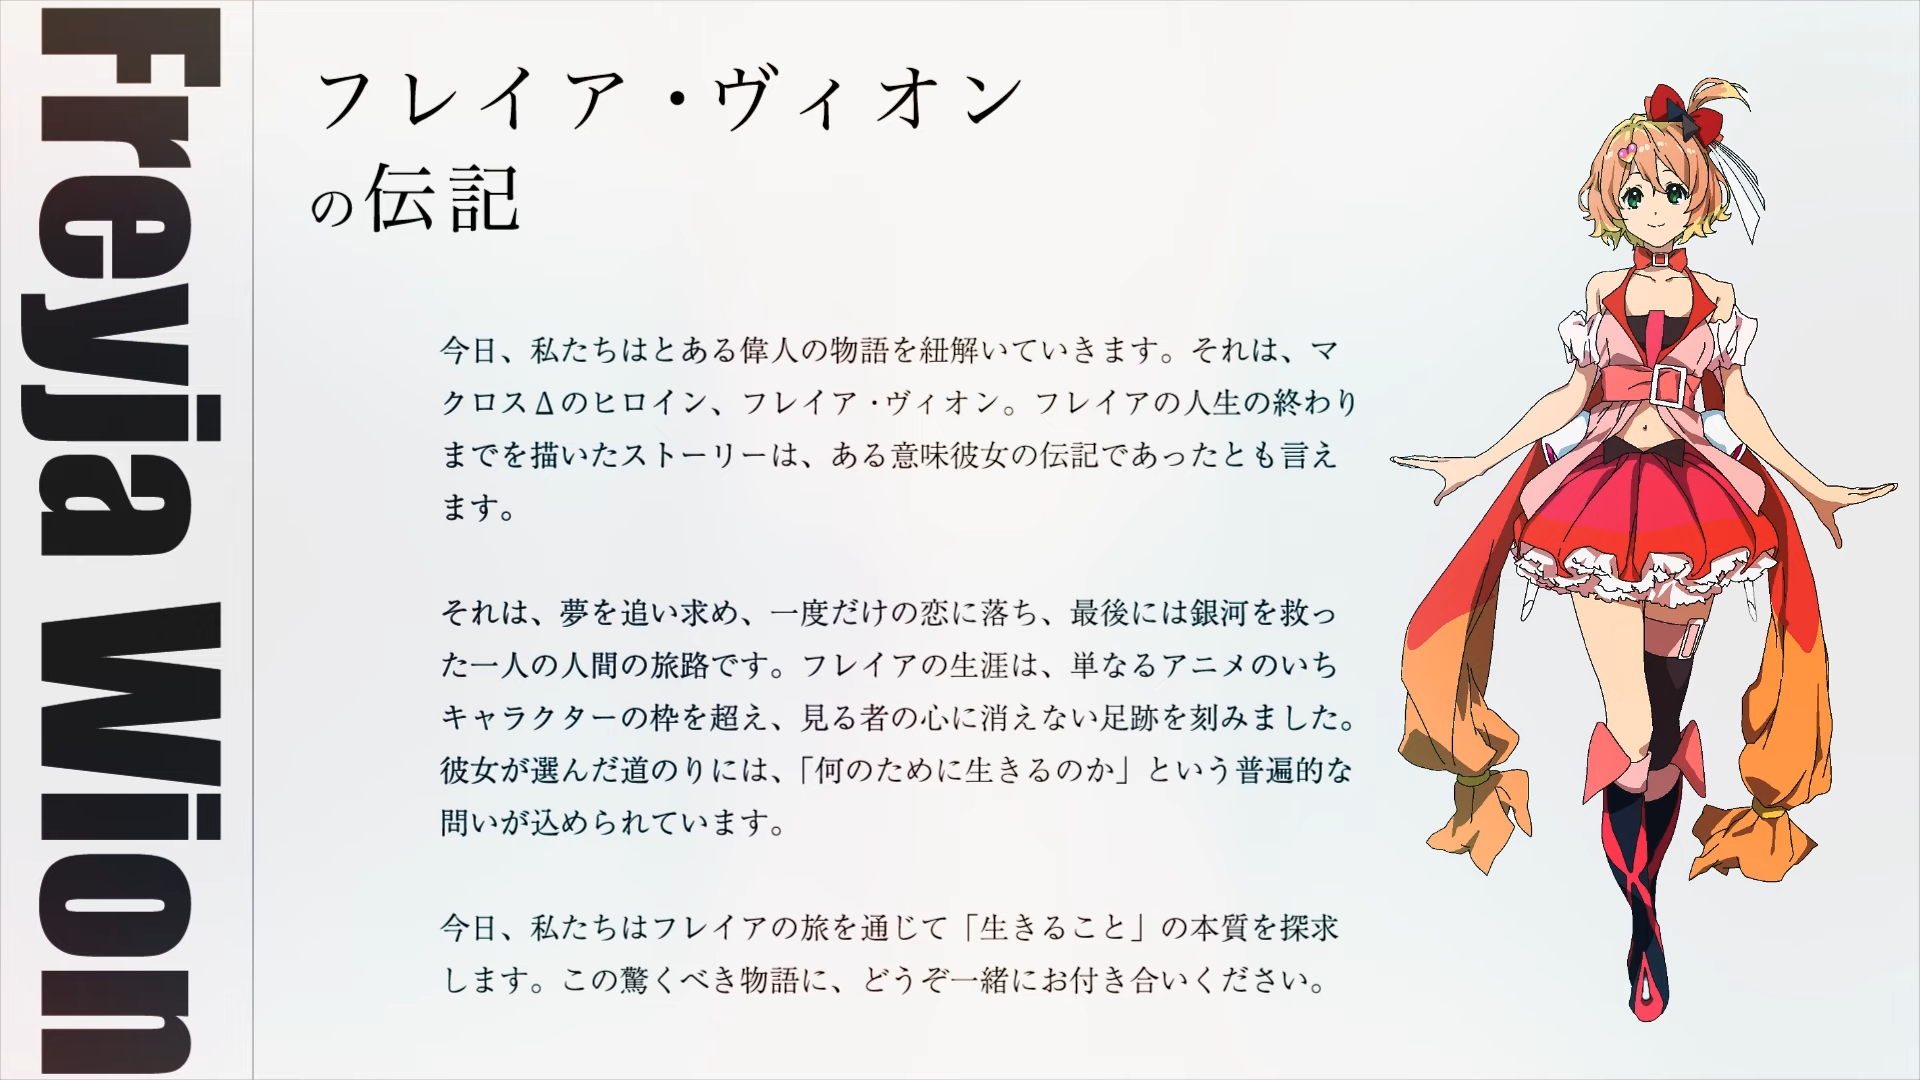 Freyja Wion
フレイア・ヴィオン
の伝記
今日、私たちはとある偉人の物語を紐解いていきます。それは、マ
クロスΔのヒロイン、フレイア・ヴィオン。フレイアの人生の終わり
までを描いたストーリーは、ある意味彼女の伝記であったとも言え
ます。
それは、夢を追い求め、一度だけの恋に落ち、最後には銀河を救っ
た一人の人間の旅路です。フレイアの生涯は、単なるアニメのいち
キャラクターの枠を超え、見る者の心に消えない足跡を刻みました。
彼女が選んだ道のりには、「何のために生きるのか」という普遍的な
問いが込められています。
今日、私たちはフレイアの旅を通じて「生きること」の本質を探求
します。この驚くべき物語に、どうぞ一緒にお付き合いください。